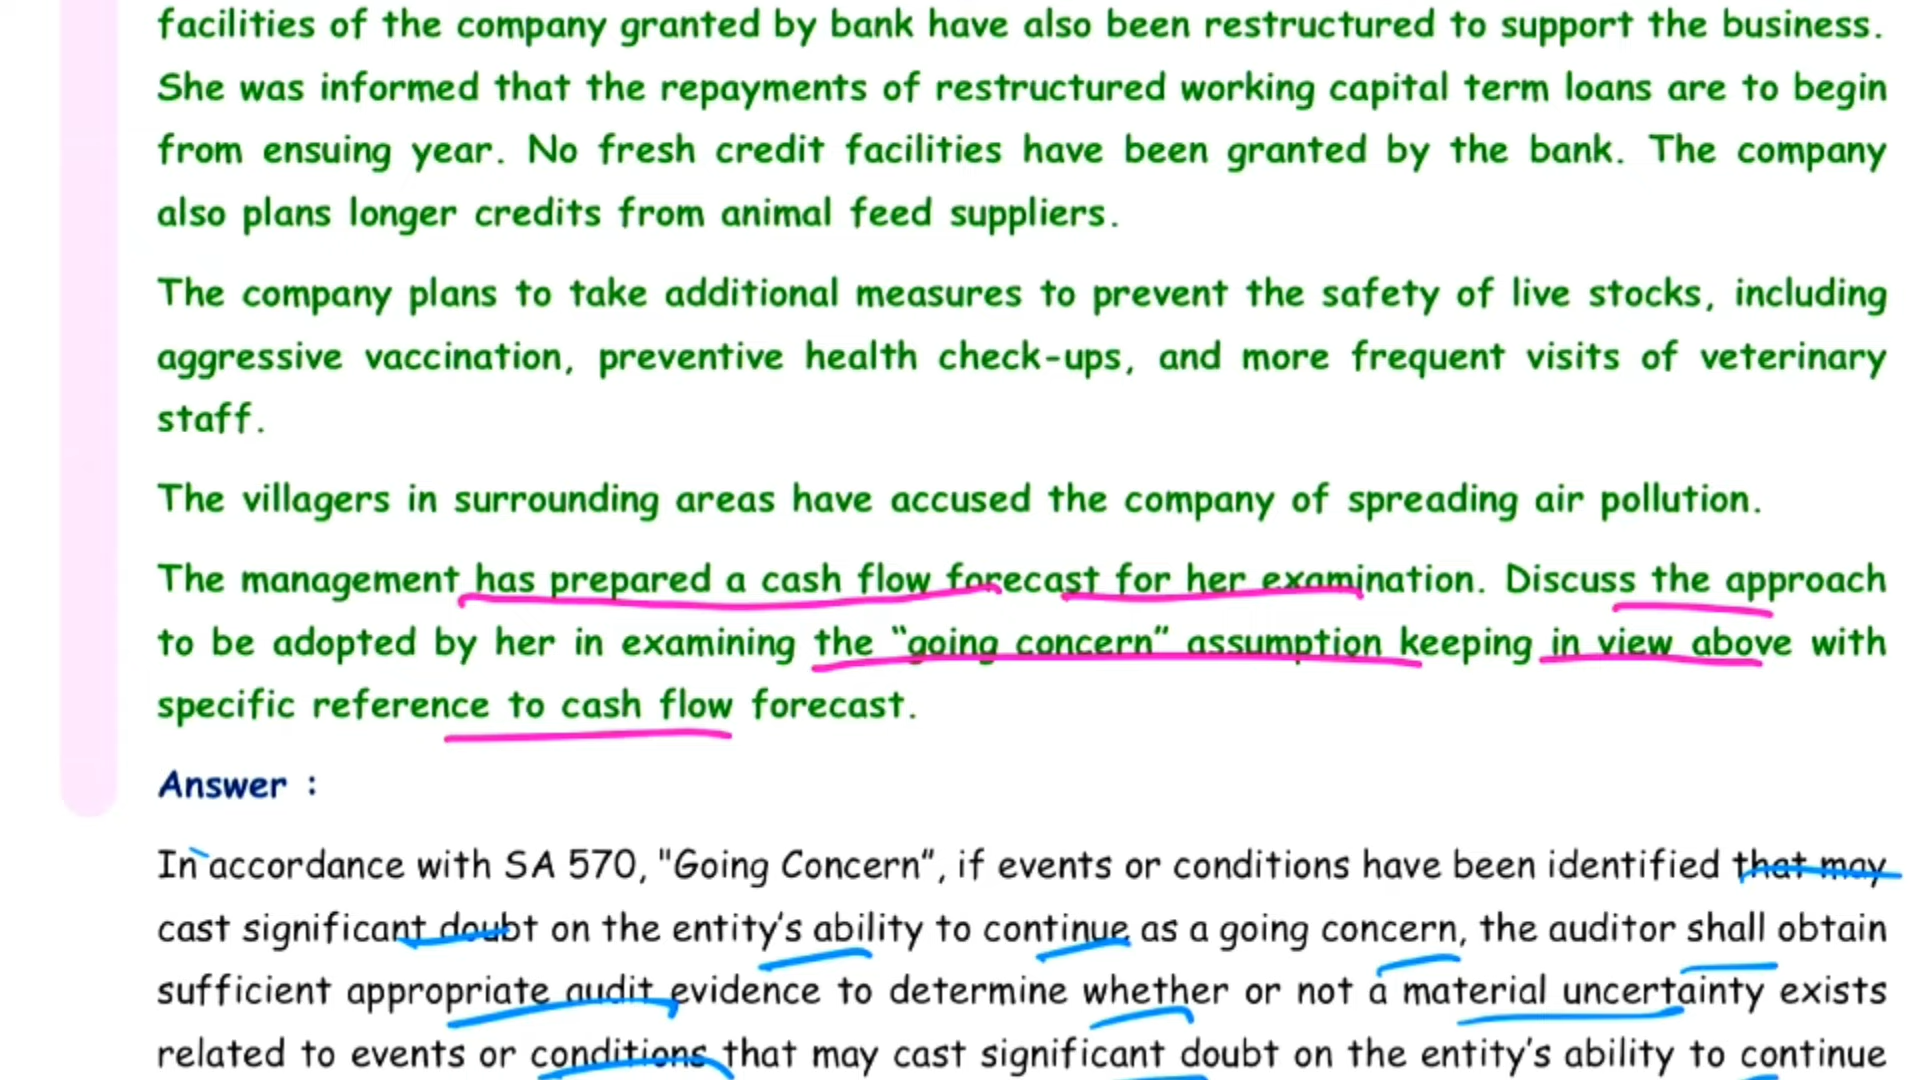 facilities of the company granted by bank have also been restructured to support the business.
She was informed that the repayments of restructured working capital term loans are to begin
from ensuing year. No fresh credit facilities have been granted by the bank. The company
also plans longer credits from animal feed suppliers.
The company plans to take additional measures to prevent the safety of live stocks, including
aggressive vaccination, preventive health check-ups, and more frequent visits of veterinary
staff.
The villagers in surrounding areas have accused the company of spreading air pollution.
The management has prepared a cash flow forecast for her examination. Discuss the approach
to be adopted by her in examining the “going concern” assumption keeping in view above with
specific reference to cash flow forecast.
Answer :
In accordance with SA 570, "Going Concern”, if events or conditions have been identified that may
cast significant doubt on the entity’s ability to continue as a going concern, the auditor shall obtain
sufficient appropriate audit evidence to determine whether or not a material uncertainty exists
related to events or conditions that may cast significant doubt on the entity’s ability to continue